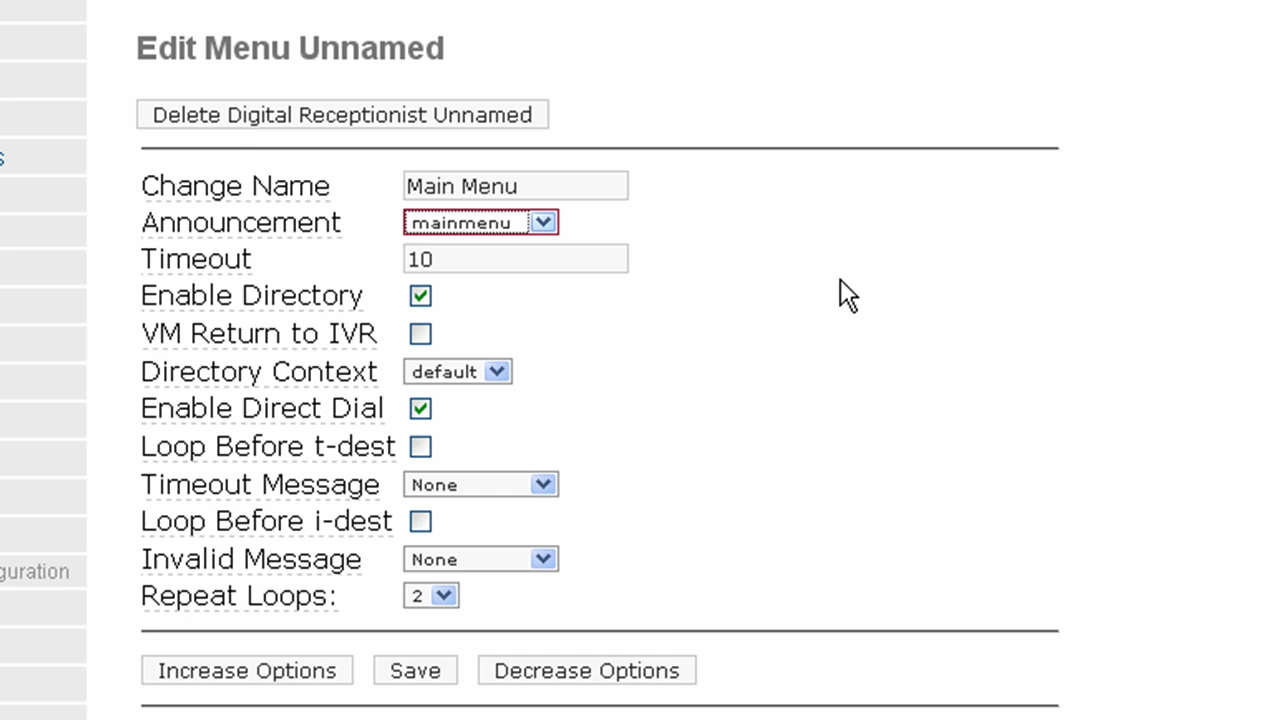 Edit Menu Unnamed
Delete Digital Receptionist Unnamed
s
Change Name Main Menu
Announcement mainmenu
Timeout 10
Enable Directory
VM Return to IVR
Directory Context default
Enable Direct Dial
Loop Before t-dest
Timeout Message None
Loop Before i-dest
Invalid Message None
guration
Repeat Loops: 2
Increase Options Save Decrease Options